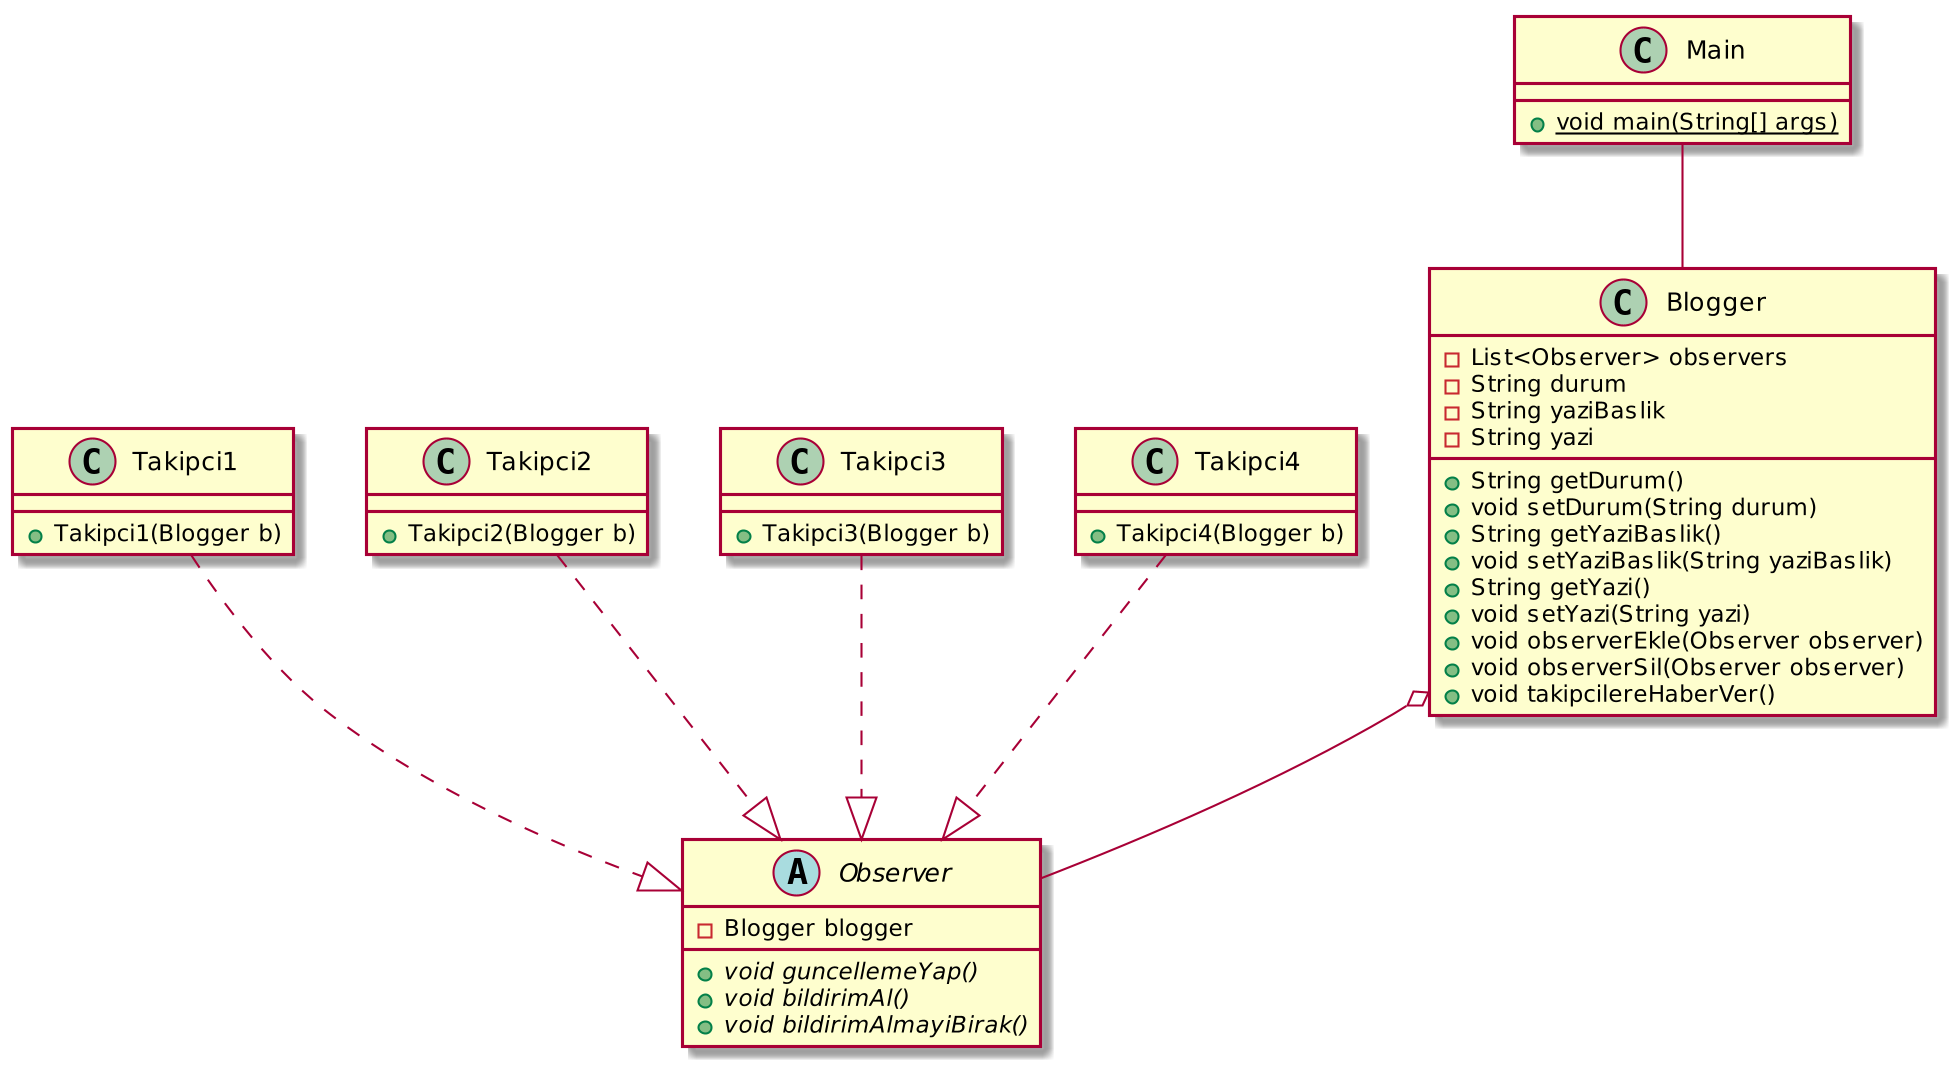 C Main
void main(String[] args)
C Blogger
List<Observer> observers
String durum
String yaziBaslik
String yazi
String getDurum()
void setDurum(String durum)
String getYaziBaslik()
void setYaziBaslik(String yaziBaslik)
String getYazi()
void setYazi(String yazi)
void observerEkle(Observer observer)
void observerSil(Observer observer)
void takipcilereHaberVer()
C Takipci1
Takipci1(Blogger b)
C Takipci2
Takipci2(Blogger b)
C Takipci3
Takipci3(Blogger b)
C Takipci4
Takipci4(Blogger b)
A Observer
Blogger blogger
void guncellemeYap()
void bildirimAl()
void bildirimAlmayiBirak()